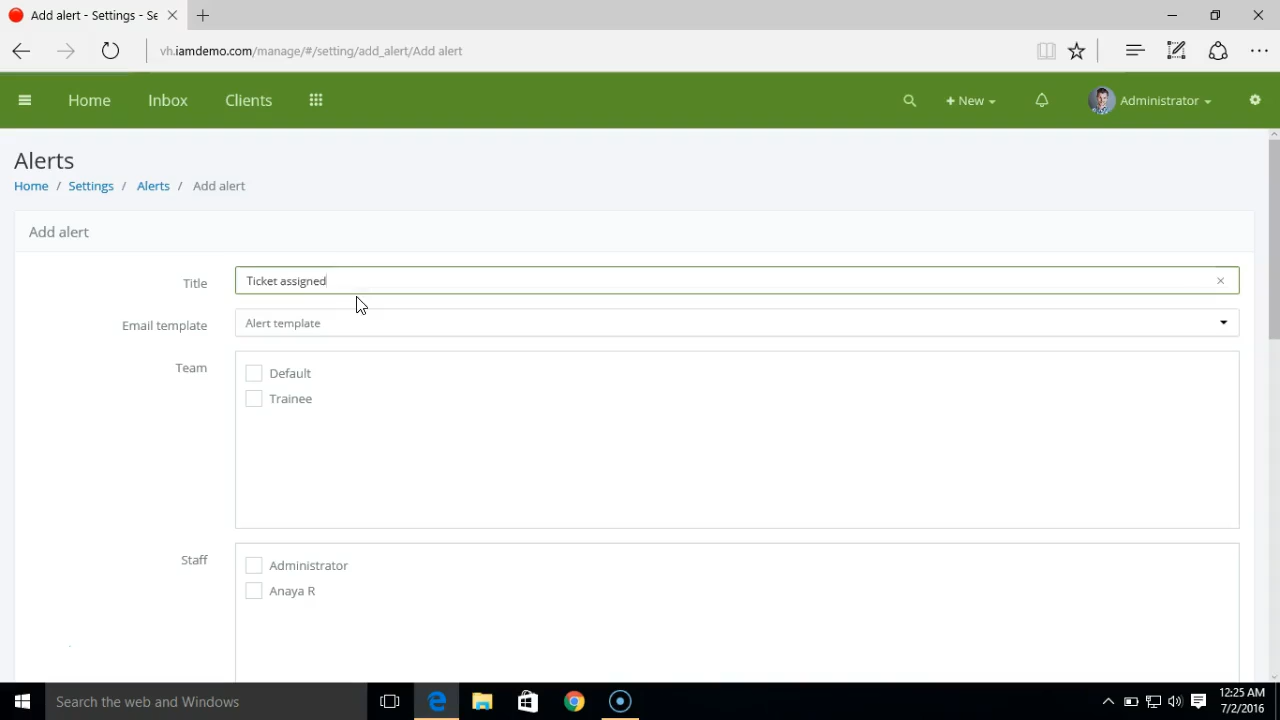 Add alert - Settings - Se
vh.iamdemo.com/manage/#/setting/add_alert/Add alert
Home Inbox Clients + New Administrator
Alerts
Home / Settings / Alerts / Add alert
Add alert
Title Ticket assigned
Email template Alert template
Team
Default
Trainee
Staff
Administrator
Anaya R
Search the web and Windows
12:25 AM
7/2/2016